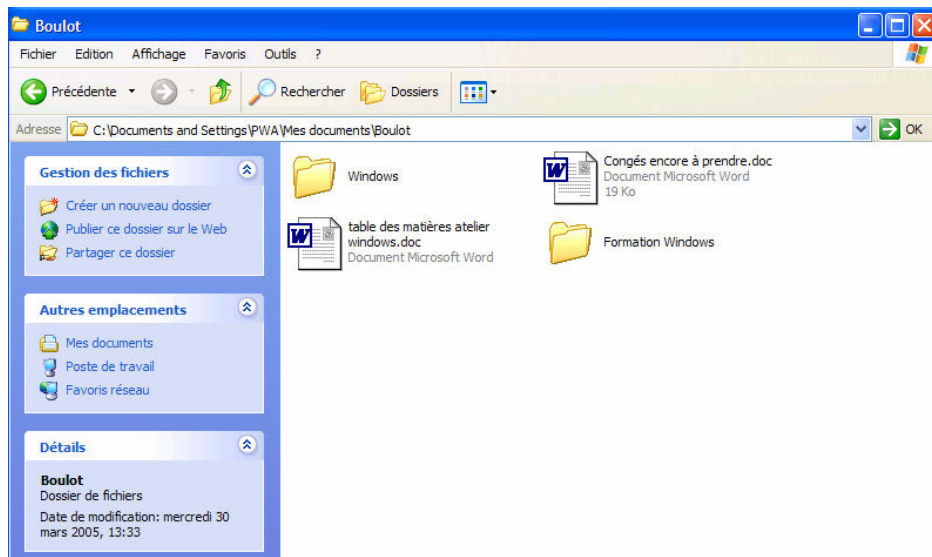 Boulot
Fichier Edition Affichage Favoris Outils ?
Précédente Rechercher Dossiers
Adresse C:\Documents and Settings\PWA\Mes documents\Boulot OK
Gestion des fichiers
Créer un nouveau dossier
Publier ce dossier sur le Web
Partager ce dossier
Autres emplacements
Mes documents
Poste de travail
Favoris réseau
Détails
Boulot
Dossier de fichiers
Date de modification: mercredi 30
mars 2005, 13:33
Windows
Congés encore à prendre.doc
Document Microsoft Word
19 Ko
table des matières atelier
windows.doc
Document Microsoft Word
Formation Windows